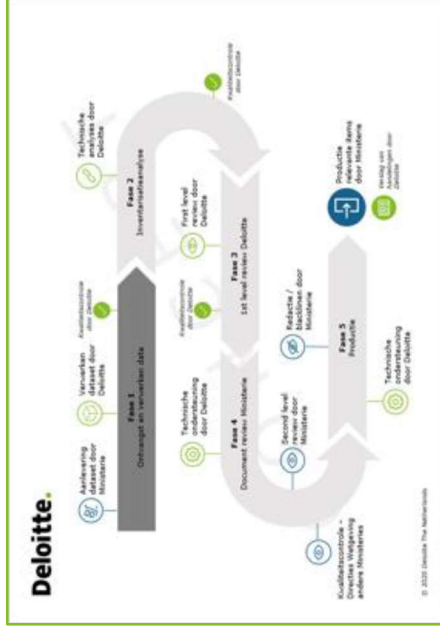 Deloitte.
Aanlevering
dataset door
Ministerie
Verwerken
dataset door
Deloitte
Kwaliteitscontrole
door Deloitte
Technische
analyses door
Deloitte
Fase 1
Ontvangst en verwerken data
Fase 2
Inventarisatieanalyse
Kwaliteitscontrole
door Deloitte
Technische
ondersteuning
door Deloitte
Kwaliteitscontrole
door Deloitte
First level
review door
Deloitte
Fase 4
Document review Ministerie
Fase 3
1st level review Deloitte
Second level
review door
Ministerie
Redactie /
blacklinen door
Ministerie
Productie
relevante items
door Ministerie
Verslag van
handelingen door
Deloitte
Kwaliteitscontrole –
Directies Wetgeving
andere Ministeries
Fase 5
Productie
Technische
ondersteuning
door Deloitte
© 2020 Deloitte The Netherlands